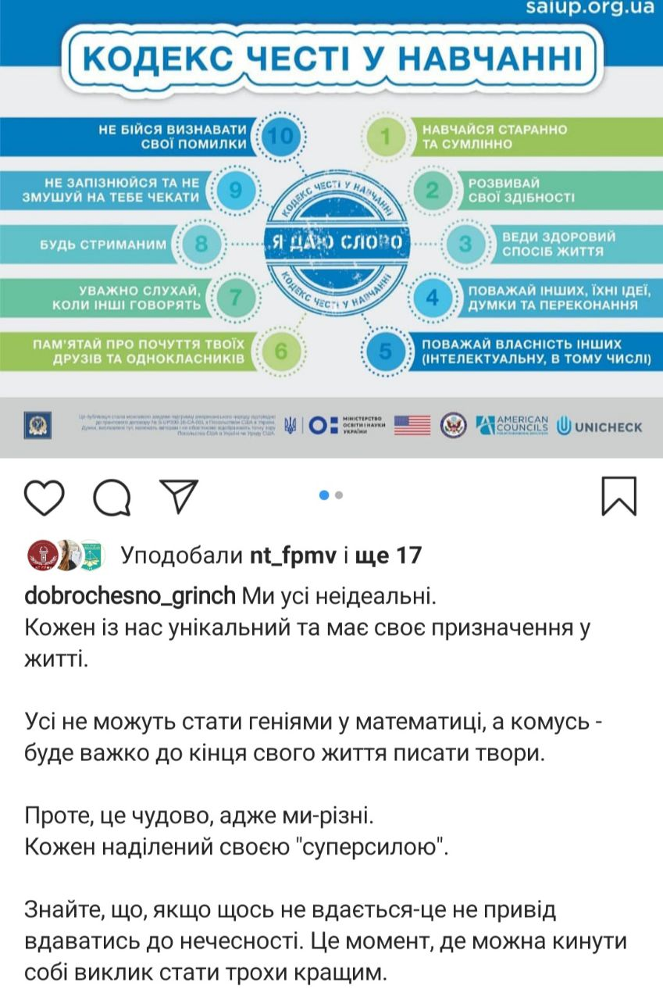 saiup.org.ua
КОДЕКС ЧЕСТІ У НАВЧАННІ
1
НАВЧАЙСЯ СТАРАННО
ТА СУМЛІННО
2
РОЗВИВАЙ
СВОЇ ЗДІБНОСТІ
3
ВЕДИ ЗДОРОВИЙ
СПОСІБ ЖИТТЯ
4
ПОВАЖАЙ ІНШИХ, ЇХНІ ІДЕЇ,
ДУМКИ ТА ПЕРЕКОНАННЯ
5
ПОВАЖАЙ ВЛАСНІСТЬ ІНШИХ
(ІНТЕЛЕКТУАЛЬНУ, В ТОМУ ЧИСЛІ)
6
ПАМ'ЯТАЙ ПРО ПОЧУТТЯ ТВОЇХ
ДРУЗІВ ТА ОДНОКЛАСНИКІВ
7
УВАЖНО СЛУХАЙ,
КОЛИ ІНШІ ГОВОРЯТЬ
8
БУДЬ СТРИМАНИМ
9
НЕ ЗАПІЗНЮЙСЯ ТА НЕ
ЗМУШУЙ НА ТЕБЕ ЧЕКАТИ
10
НЕ БІЙСЯ ВИЗНАВАТИ
СВОЇ ПОМИЛКИ
КОДЕКС ЧЕСТІ У НАВЧАННІ
Я ДАЮ СЛОВО
КОДЕКС ЧЕСТІ У НАВЧАННІ
МІНІСТЕРСТВО
ОСВІТИ І НАУКИ
УКРАЇНИ
AMERICAN
COUNCILS
UNICHECK
Уподобали nt_fpmv і ще 17
dobrochesno_grinch Ми усі неідеальні.
Кожен із нас унікальний та має своє призначення у
житті.
Усі не можуть стати геніями у математиці, а комусь -
буде важко до кінця свого життя писати твори.
Проте, це чудово, адже ми-різні.
Кожен наділений своєю "суперсилою".
Знайте, що, якщо щось не вдається-це не привід
вдаватись до нечесності. Це момент, де можна кинути
собі виклик стати трохи кращим.